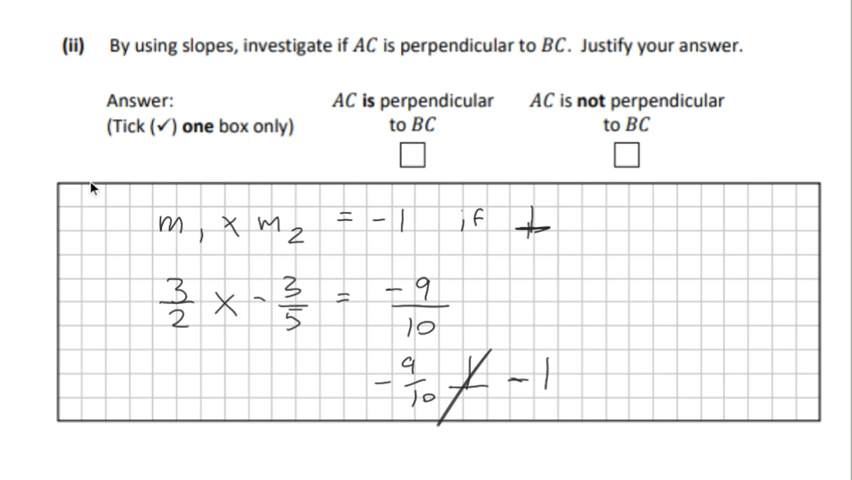 (ii) By using slopes, investigate if AC is perpendicular to BC. Justify your answer.
Answer:
(Tick (✓) one box only)
AC is perpendicular
to BC
AC is not perpendicular
to BC
m₁ × m₂ = -1 if ⊥
3/2 × -3/5 = -9/10
-9/10 ≠ -1